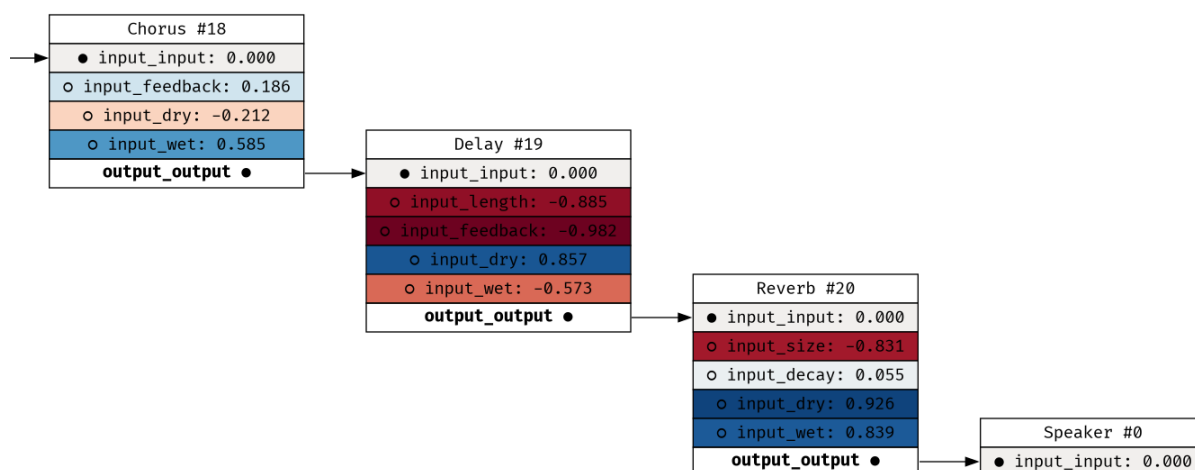 Chorus #18
● input_input: 0.000
○ input_feedback: 0.186
○ input_dry: -0.212
○ input_wet: 0.585
output_output ●
Delay #19
● input_input: 0.000
○ input_length: -0.885
○ input_feedback: -0.982
○ input_dry: 0.857
○ input_wet: -0.573
output_output ●
Reverb #20
● input_input: 0.000
○ input_size: -0.831
○ input_decay: 0.055
○ input_dry: 0.926
○ input_wet: 0.839
output_output ●
Speaker #0
● input_input: 0.000